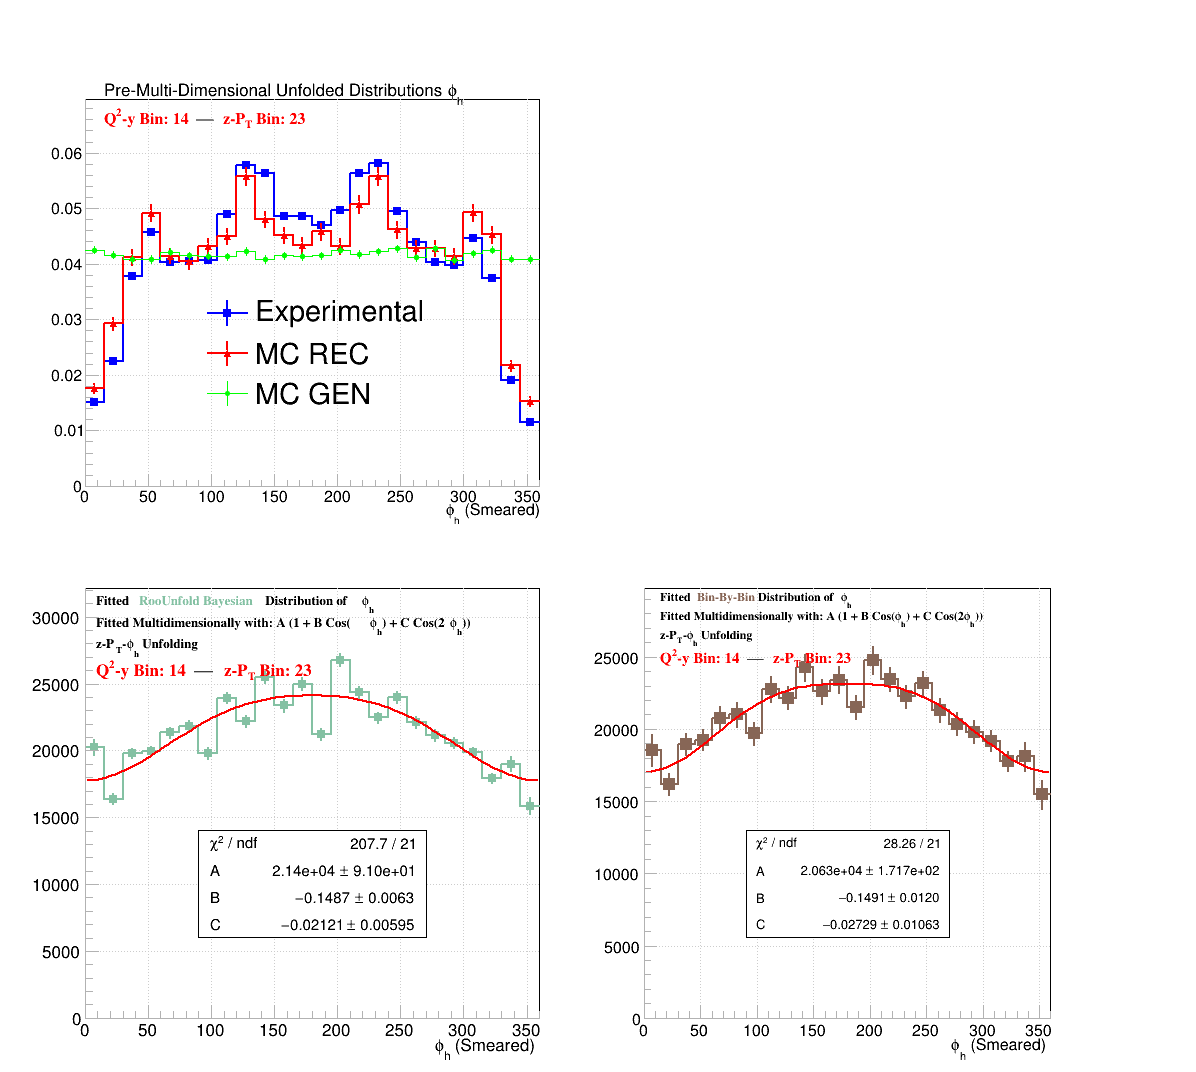 Pre-Multi-Dimensional Unfolded Distributions ϕh
Q²-y Bin: 14 — z-PT Bin: 23
0.06
0.05
0.04
0.03
0.02
0.01
0
Experimental
MC REC
MC GEN
0 50 100 150 200 250 300 350
ϕh (Smeared)
Fitted RooUnfold Bayesian Distribution of ϕh
Fitted Multidimensionally with: A (1 + B Cos( ϕh) + C Cos(2 ϕh))
z-PT-ϕh Unfolding
Q²-y Bin: 14 — z-PT Bin: 23
30000
25000
20000
15000
10000
5000
0
χ² / ndf 207.7 / 21
A 2.14e+04 ± 9.10e+01
B −0.1487 ± 0.0063
C −0.02121 ± 0.00595
0 50 100 150 200 250 300 350
ϕh (Smeared)
Fitted Bin-By-Bin Distribution of ϕh
Fitted Multidimensionally with: A (1 + B Cos(ϕh) + C Cos(2ϕh))
z-PT-ϕh Unfolding
Q²-y Bin: 14 — z-PT Bin: 23
25000
20000
15000
10000
5000
0
χ² / ndf 28.26 / 21
A 2.063e+04 ± 1.717e+02
B −0.1491 ± 0.0120
C −0.02729 ± 0.01063
0 50 100 150 200 250 300 350
ϕh (Smeared)